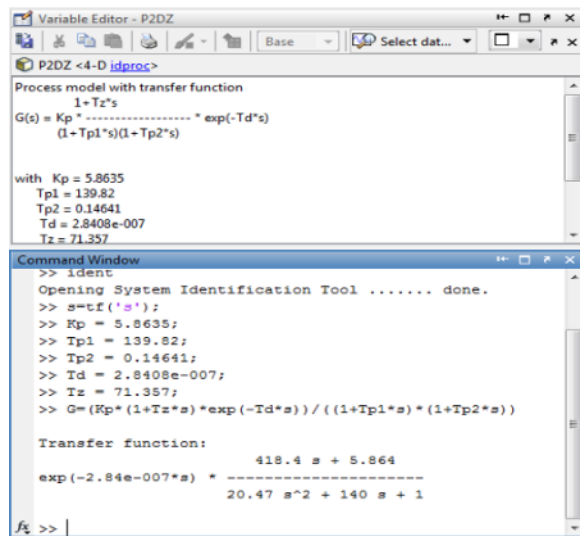 Variable Editor - P2DZ
Base
Select dat...
P2DZ <4-D idproc>
Process model with transfer function
1+Tz*s
G(s) = Kp * ------------------ * exp(-Td*s)
(1+Tp1*s)(1+Tp2*s)
with Kp = 5.8635
Tp1 = 139.82
Tp2 = 0.14641
Td = 2.8408e-007
Tz = 71.357
Command Window
>> ident
Opening System Identification Tool ....... done.
>> s=tf('s');
>> Kp = 5.8635;
>> Tp1 = 139.82;
>> Tp2 = 0.14641;
>> Td = 2.8408e-007;
>> Tz = 71.357;
>> G=(Kp*(1+Tz*s)*exp(-Td*s))/((1+Tp1*s)*(1+Tp2*s))
Transfer function:
418.4 s + 5.864
exp(-2.84e-007*s) * ----------------------
20.47 s^2 + 140 s + 1
fx >>